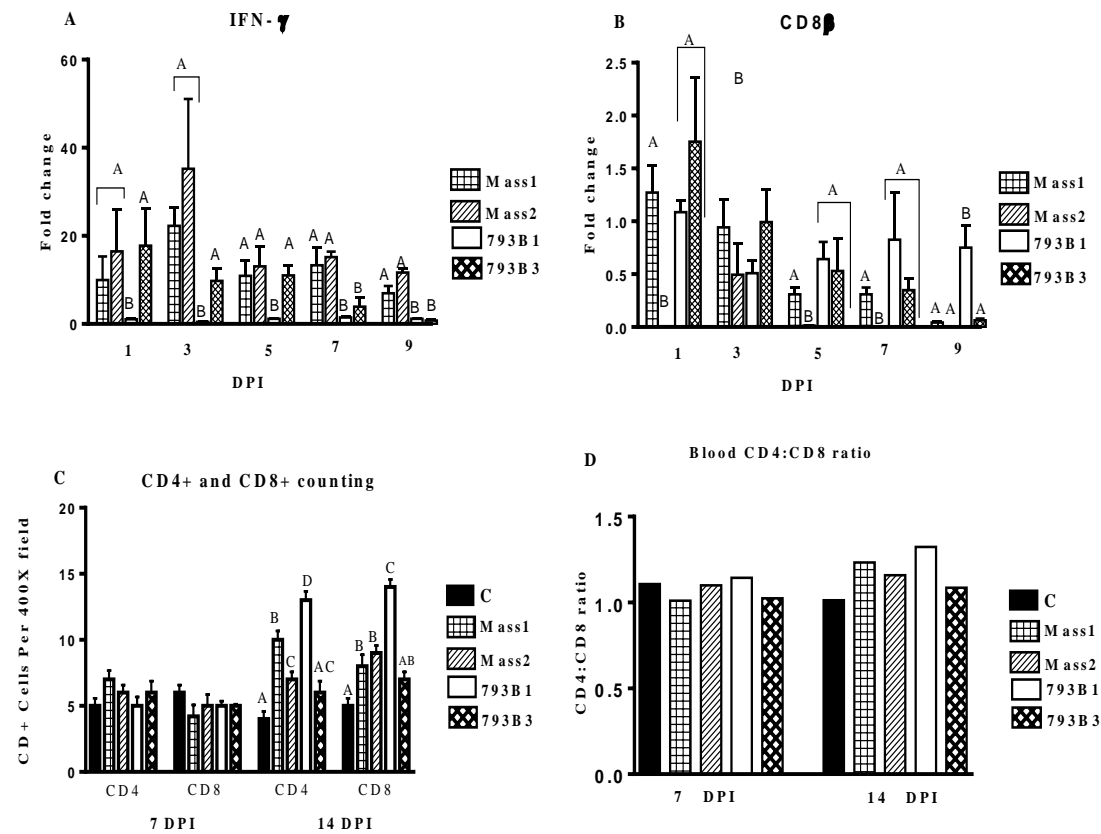 A IFN-γ
60
40
20
0
Fold change
A
A
B
A
A
B
A
A
A
B
A
A
A
B
B
A
A
B
B
1 3 5 7 9
DPI
Mass1
Mass2
793B1
793B3
B CD8β
2.5
2.0
1.5
1.0
0.5
0.0
Fold change
A
B
A
B
A
B
A
A
B
A
A
A
B
A
1 3 5 7 9
DPI
Mass1
Mass2
793B1
793B3
C CD4+ and CD8+ counting
20
15
10
5
0
CD+ Cells Per 400X field
A
B
C
D
AC
A
B
B
C
AB
CD4 CD8 CD4 CD8
7 DPI 14 DPI
C
Mass1
Mass2
793B1
793B3
D Blood CD4:CD8 ratio
1.5
1.0
0.5
0.0
CD4:CD8 ratio
7 DPI 14 DPI
C
Mass1
Mass2
793B1
793B3